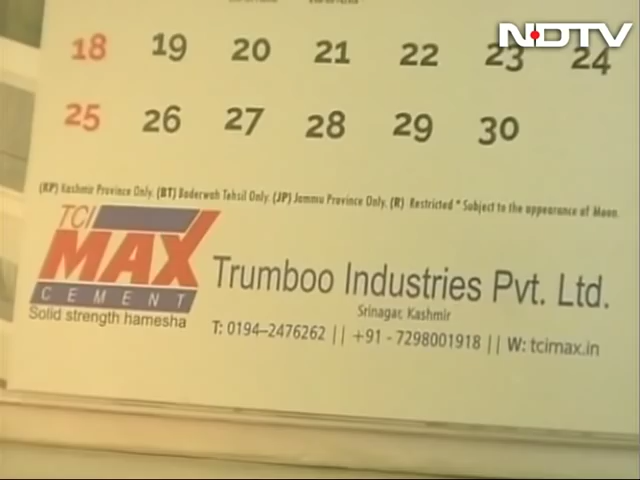 NDTV
18 19 20 21 22 23 24
25 26 27 28 29 30
(KP) Kashmir Province Only. (BT) Baderwah Tehsil Only. (JP) Jammu Province Only. (R) Restricted * Subject to the appearance of Moon.
TCI
MAX
CEMENT
Solid strength hamesha
Trumboo Industries Pvt. Ltd.
Srinagar, Kashmir
T: 0194–2476262 || +91 - 7298001918 || W: tcimax.in